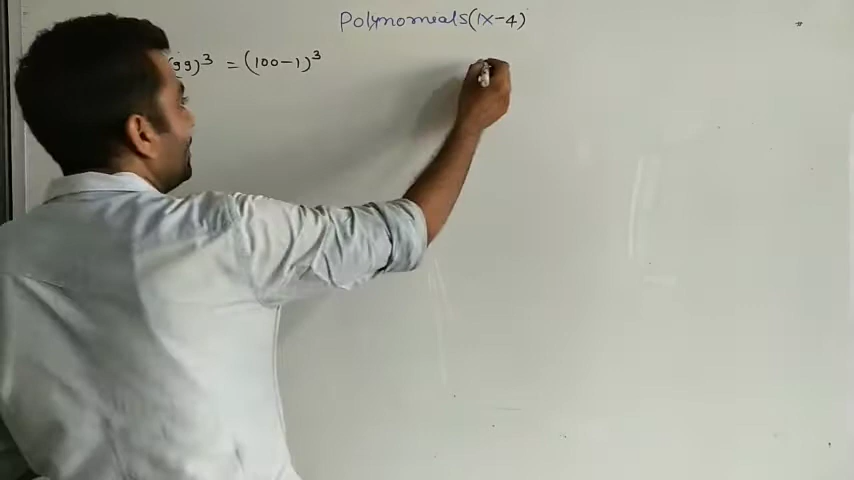 Polynomials(IX-4)
(99)³ = (100-1)³